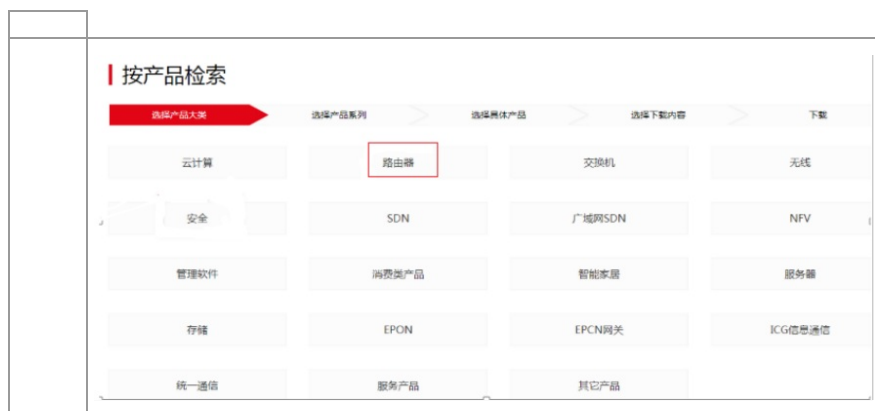 按产品检索
选择产品大类 选择产品系列 选择具体产品 选择下载内容 下载
云计算 路由器 交换机 无线
安全 SDN 广域网SDN NFV
管理软件 消费类产品 智能家居 服务器
存储 EPON EPCN网关 ICG信息通信
统一通信 服务产品 其它产品